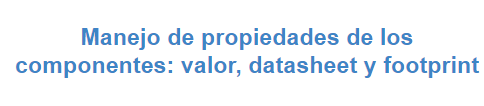 Manejo de propiedades de los
componentes: valor, datasheet y footprint